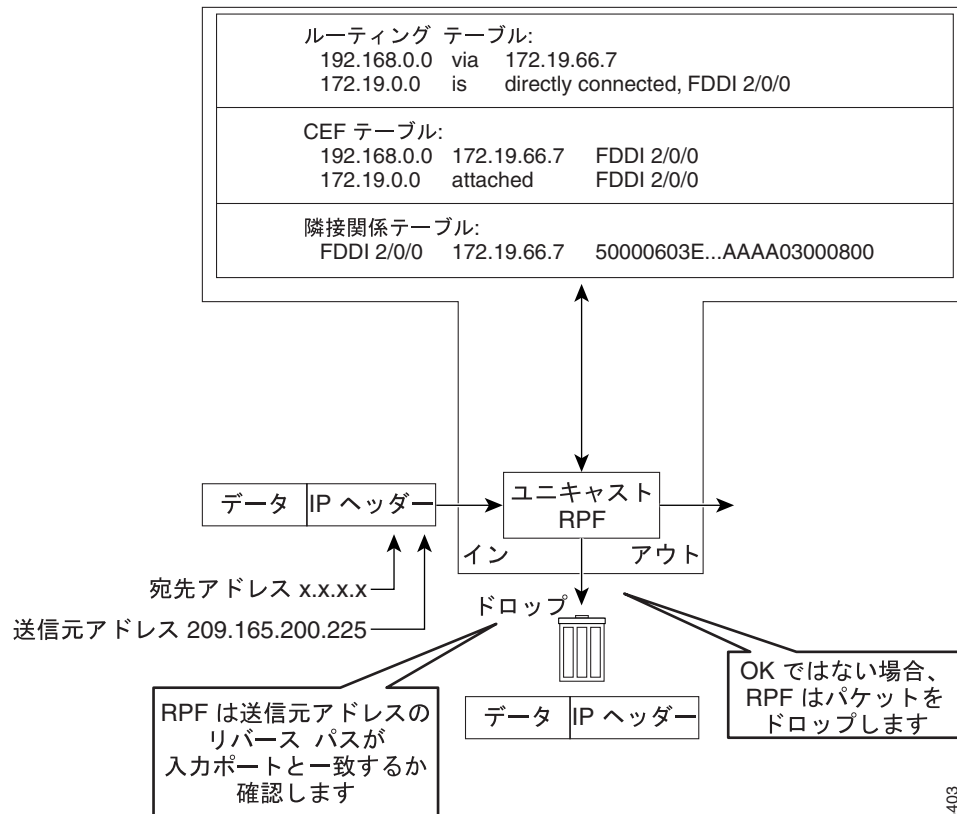 ルーティング テーブル:
192.168.0.0 via 172.19.66.7
172.19.0.0 is directly connected, FDDI 2/0/0
CEF テーブル:
192.168.0.0 172.19.66.7 FDDI 2/0/0
172.19.0.0 attached FDDI 2/0/0
隣接関係テーブル:
FDDI 2/0/0 172.19.66.7 50000603E...AAAA03000800
データ IP ヘッダー
ユニキャスト
RPF
イン アウト
宛先アドレス x.x.x.x
送信元アドレス 209.165.200.225
ドロップ
RPF は送信元アドレスの
リバース パスが
入力ポートと一致するか
確認します
データ IP ヘッダー
OK ではない場合、
RPF はパケットを
ドロップします
403